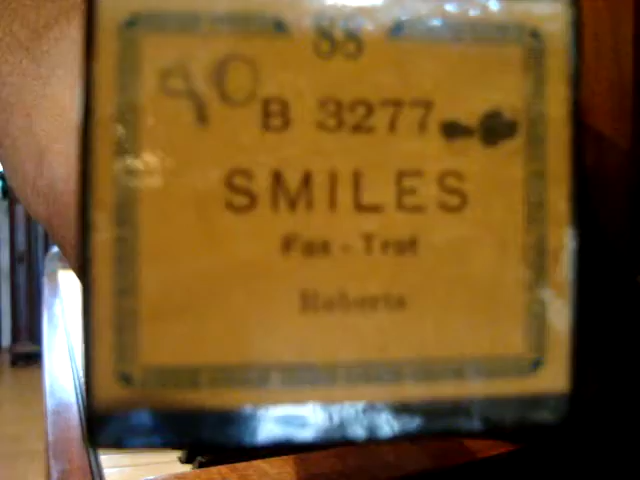 88
90
B 3277
SMILES
Fox - Trot
Roberts